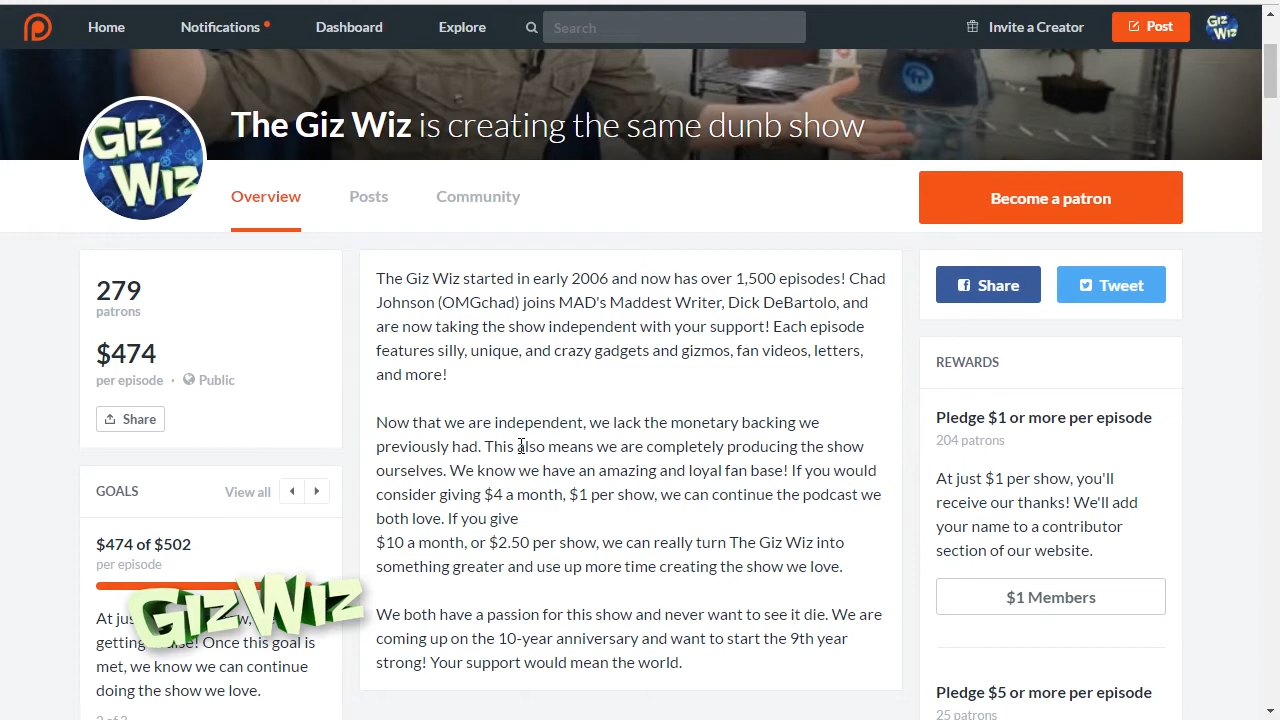 Home Notifications Dashboard Explore Search Invite a Creator Post GiZ WiZ
GiZ WiZ
The Giz Wiz is creating the same dunb show
Overview Posts Community Become a patron
279
patrons
$474
per episode · Public
Share
GOALS View all
$474 of $502
per episode
At jus
getting
Once this goal is
met, we know we can continue
doing the show we love.
GiZWiZ
The Giz Wiz started in early 2006 and now has over 1,500 episodes! Chad
Johnson (OMGchad) joins MAD's Maddest Writer, Dick DeBartolo, and
are now taking the show independent with your support! Each episode
features silly, unique, and crazy gadgets and gizmos, fan videos, letters,
and more!
Now that we are independent, we lack the monetary backing we
previously had. This also means we are completely producing the show
ourselves. We know we have an amazing and loyal fan base! If you would
consider giving $4 a month, $1 per show, we can continue the podcast we
both love. If you give
$10 a month, or $2.50 per show, we can really turn The Giz Wiz into
something greater and use up more time creating the show we love.
We both have a passion for this show and never want to see it die. We are
coming up on the 10-year anniversary and want to start the 9th year
strong! Your support would mean the world.
Share Tweet
REWARDS
Pledge $1 or more per episode
204 patrons
At just $1 per show, you'll
receive our thanks! We'll add
your name to a contributor
section of our website.
$1 Members
Pledge $5 or more per episode
25 patrons